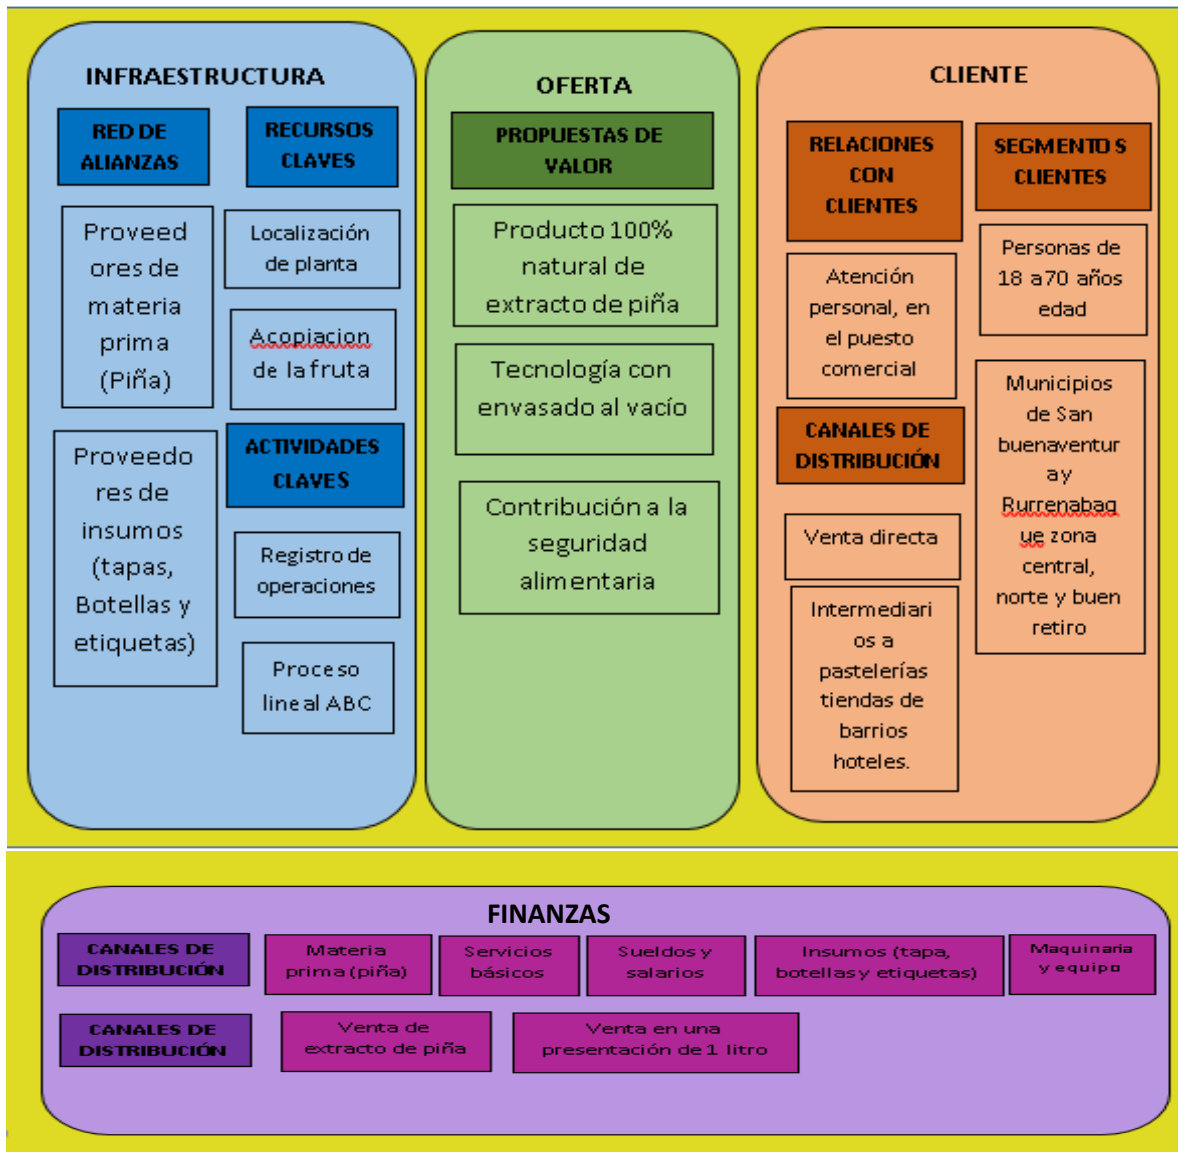 INFRAESTRUCTURA
RED DE
ALIANZAS
Proveed
ores de
materia
prima
(Piña)
Proveedo
res de
insumos
(tapas,
Botellas y
etiquetas)
RECURSOS
CLAVES
Localización
de planta
Acopiacion
de la fruta
ACTIVIDADES
CLAVES
Registro de
operaciones
Proceso
lineal ABC
OFERTA
PROPUESTAS DE
VALOR
Producto 100%
natural de
extracto de piña
Tecnología con
envasado al vacío
Contribución a la
seguridad
alimentaria
CLIENTE
RELACIONES
CON
CLIENTES
Atención
personal, en
el puesto
comercial
CANALES DE
DISTRIBUCIÓN
Venta directa
Intermediari
os a
pastelerías
tiendas de
barrios
hoteles.
SEGMENTOS
CLIENTES
Personas de
18 a 70 años
edad
Municipios
de San
buenaventur
a y
Rurrenabaq
ue zona
central,
norte y buen
retiro
FINANZAS
CANALES DE
DISTRIBUCIÓN
Materia
prima (piña)
Servicios
básicos
Sueldos y
salarios
Insumos (tapa,
botellas y etiquetas)
Maquinaria
y equipo
CANALES DE
DISTRIBUCIÓN
Venta de
extracto de piña
Venta en una
presentación de 1 litro